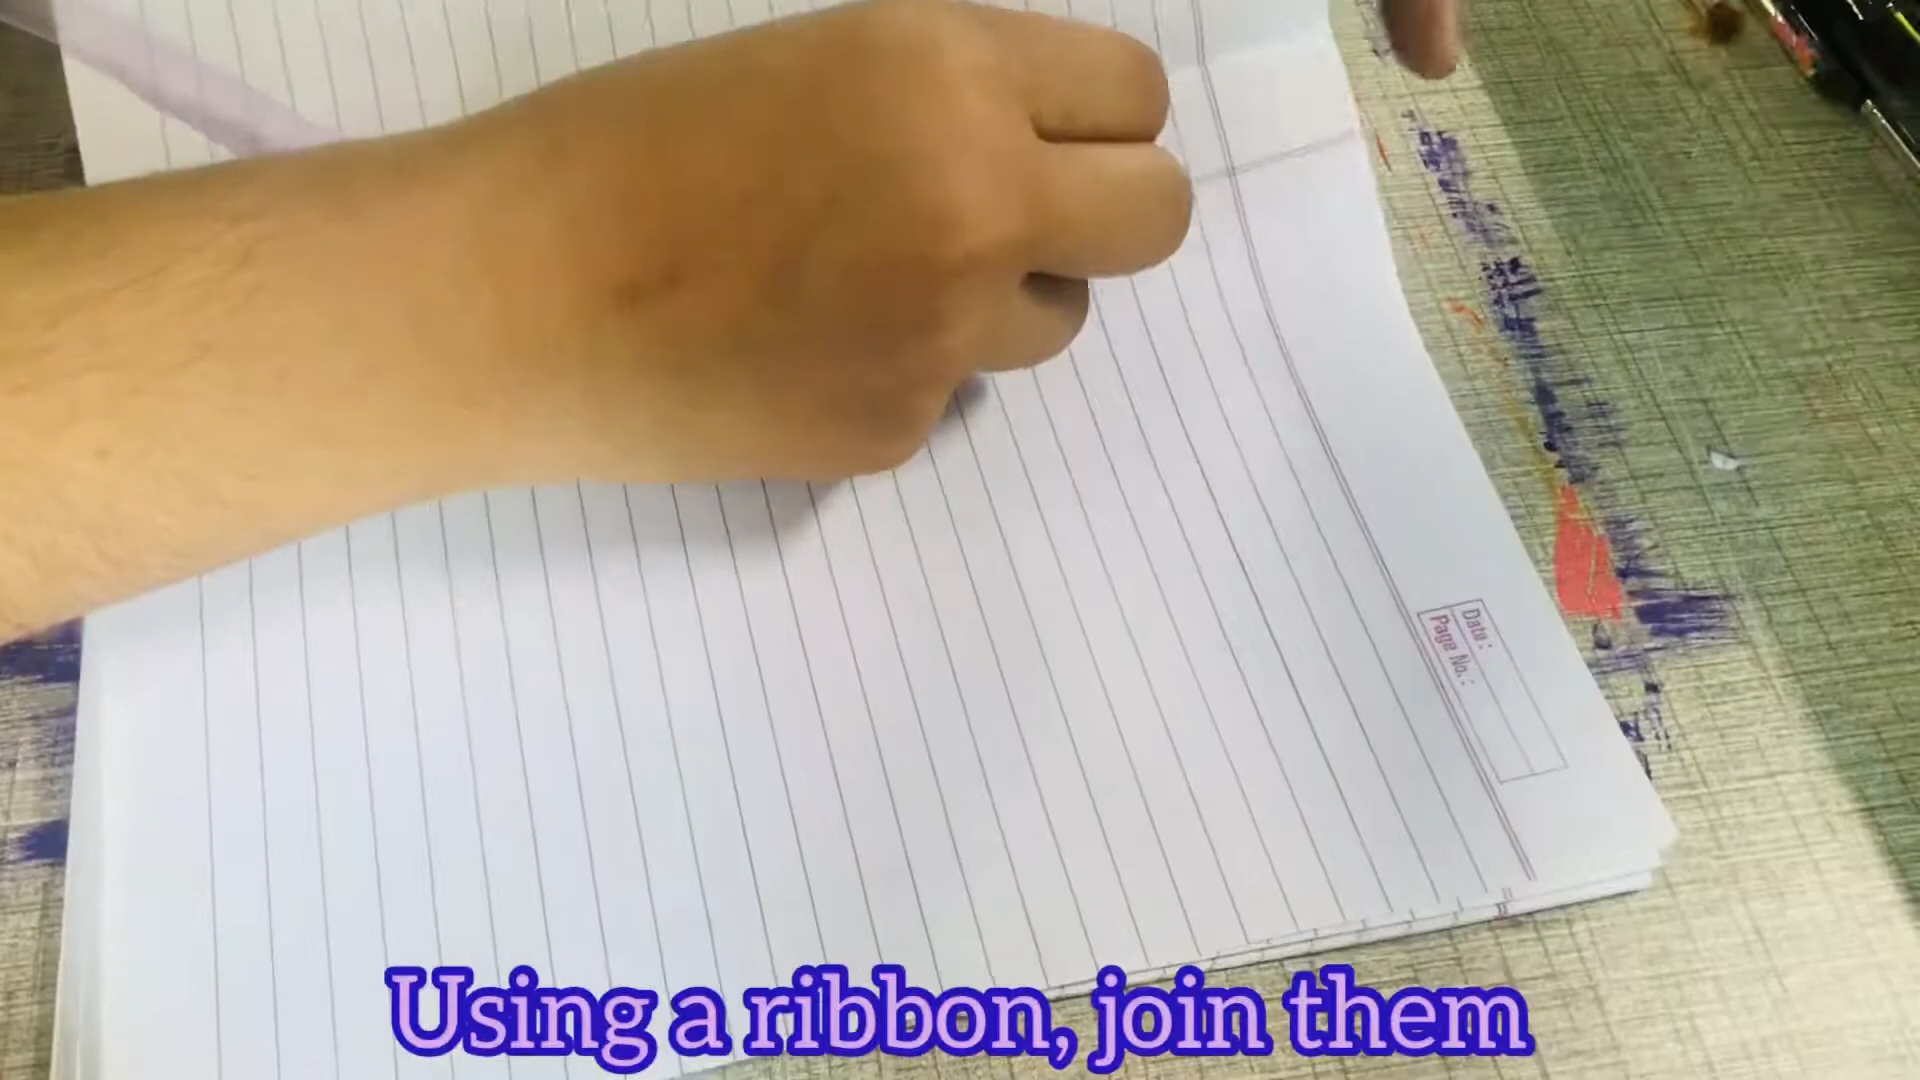 Date :
Page No. :
Using a ribbon, join them